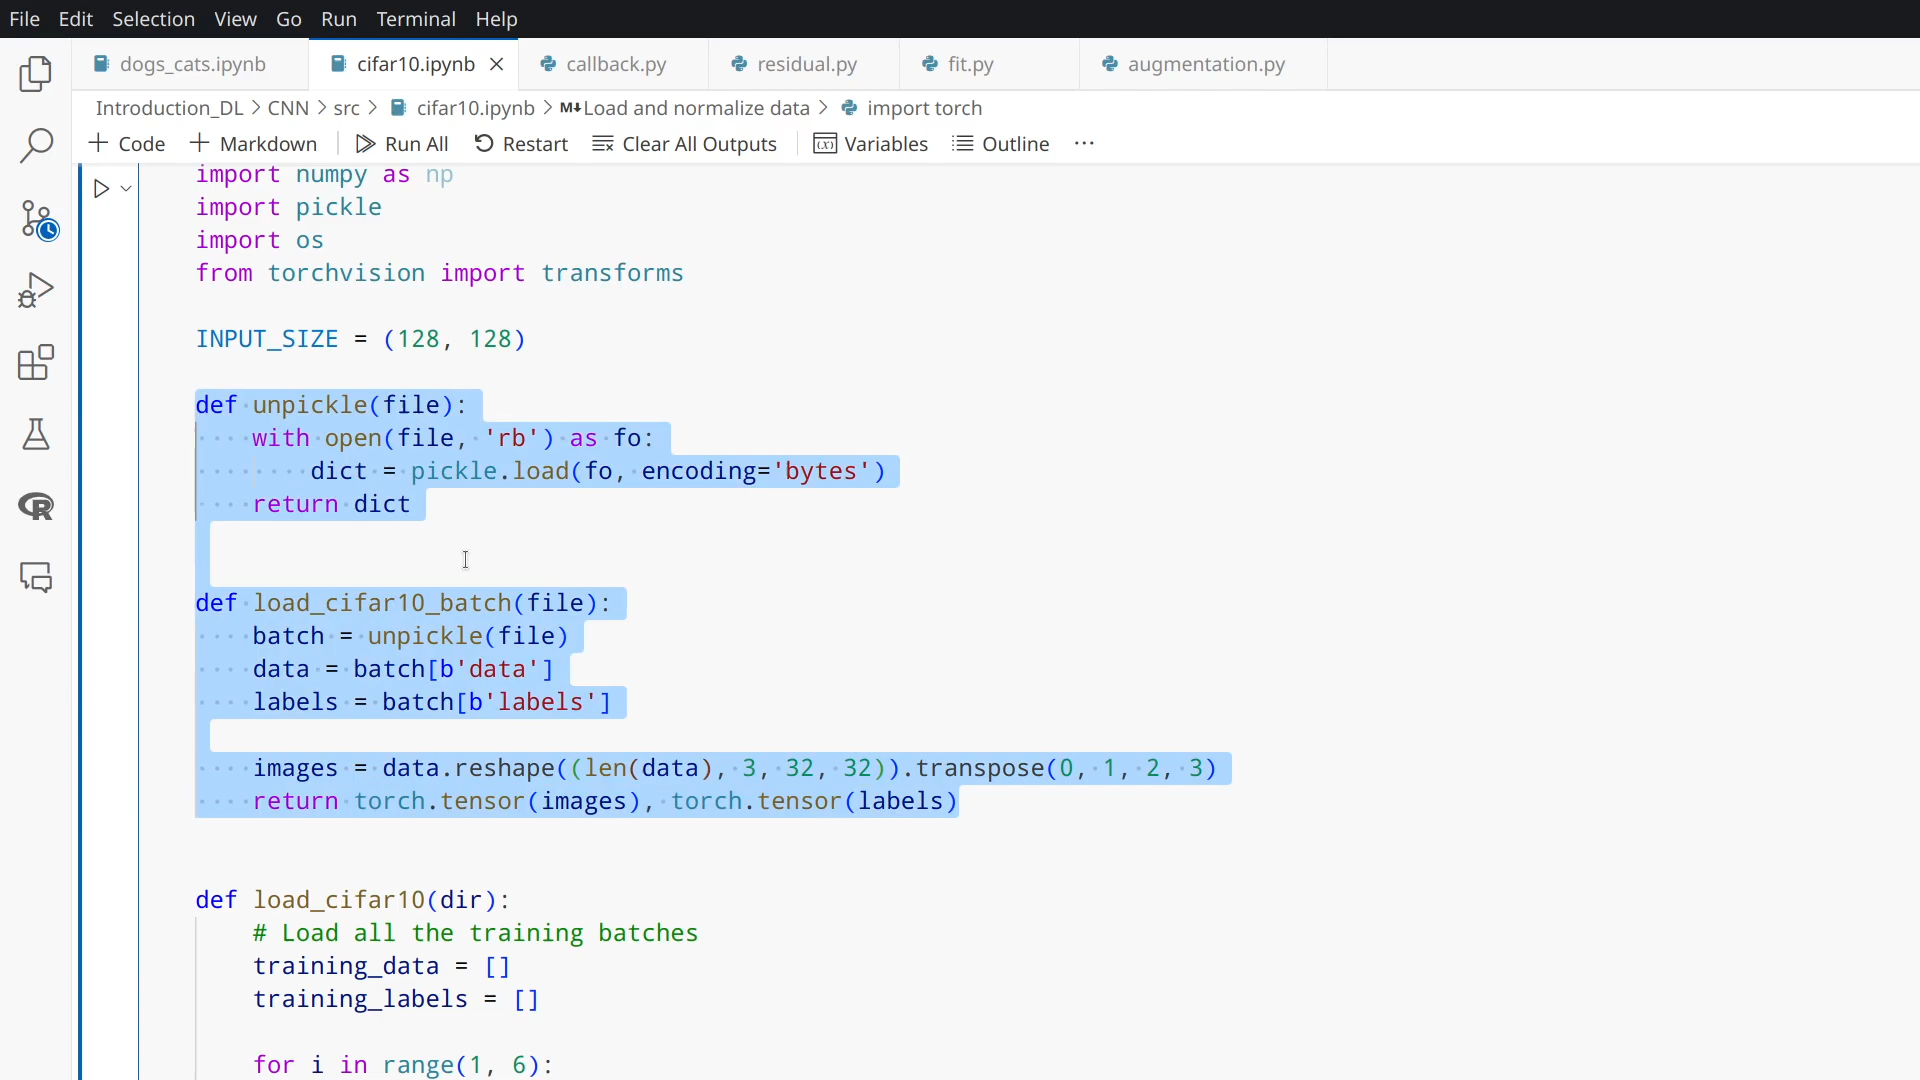 File Edit Selection View Go Run Terminal Help
dogs_cats.ipynb cifar10.ipynb callback.py residual.py fit.py augmentation.py
Introduction_DL > CNN > src > cifar10.ipynb > M↓Load and normalize data > import torch
Code Markdown Run All Restart Clear All Outputs Variables Outline ···
import numpy as np
import pickle
import os
from torchvision import transforms
INPUT_SIZE = (128, 128)
def unpickle(file):
    with open(file, 'rb') as fo:
        dict = pickle.load(fo, encoding='bytes')
    return dict
def load_cifar10_batch(file):
    batch = unpickle(file)
    data = batch[b'data']
    labels = batch[b'labels']
    images = data.reshape((len(data), 3, 32, 32)).transpose(0, 1, 2, 3)
    return torch.tensor(images), torch.tensor(labels)
def load_cifar10(dir):
    # Load all the training batches
    training_data = []
    training_labels = []
    for i in range(1, 6):